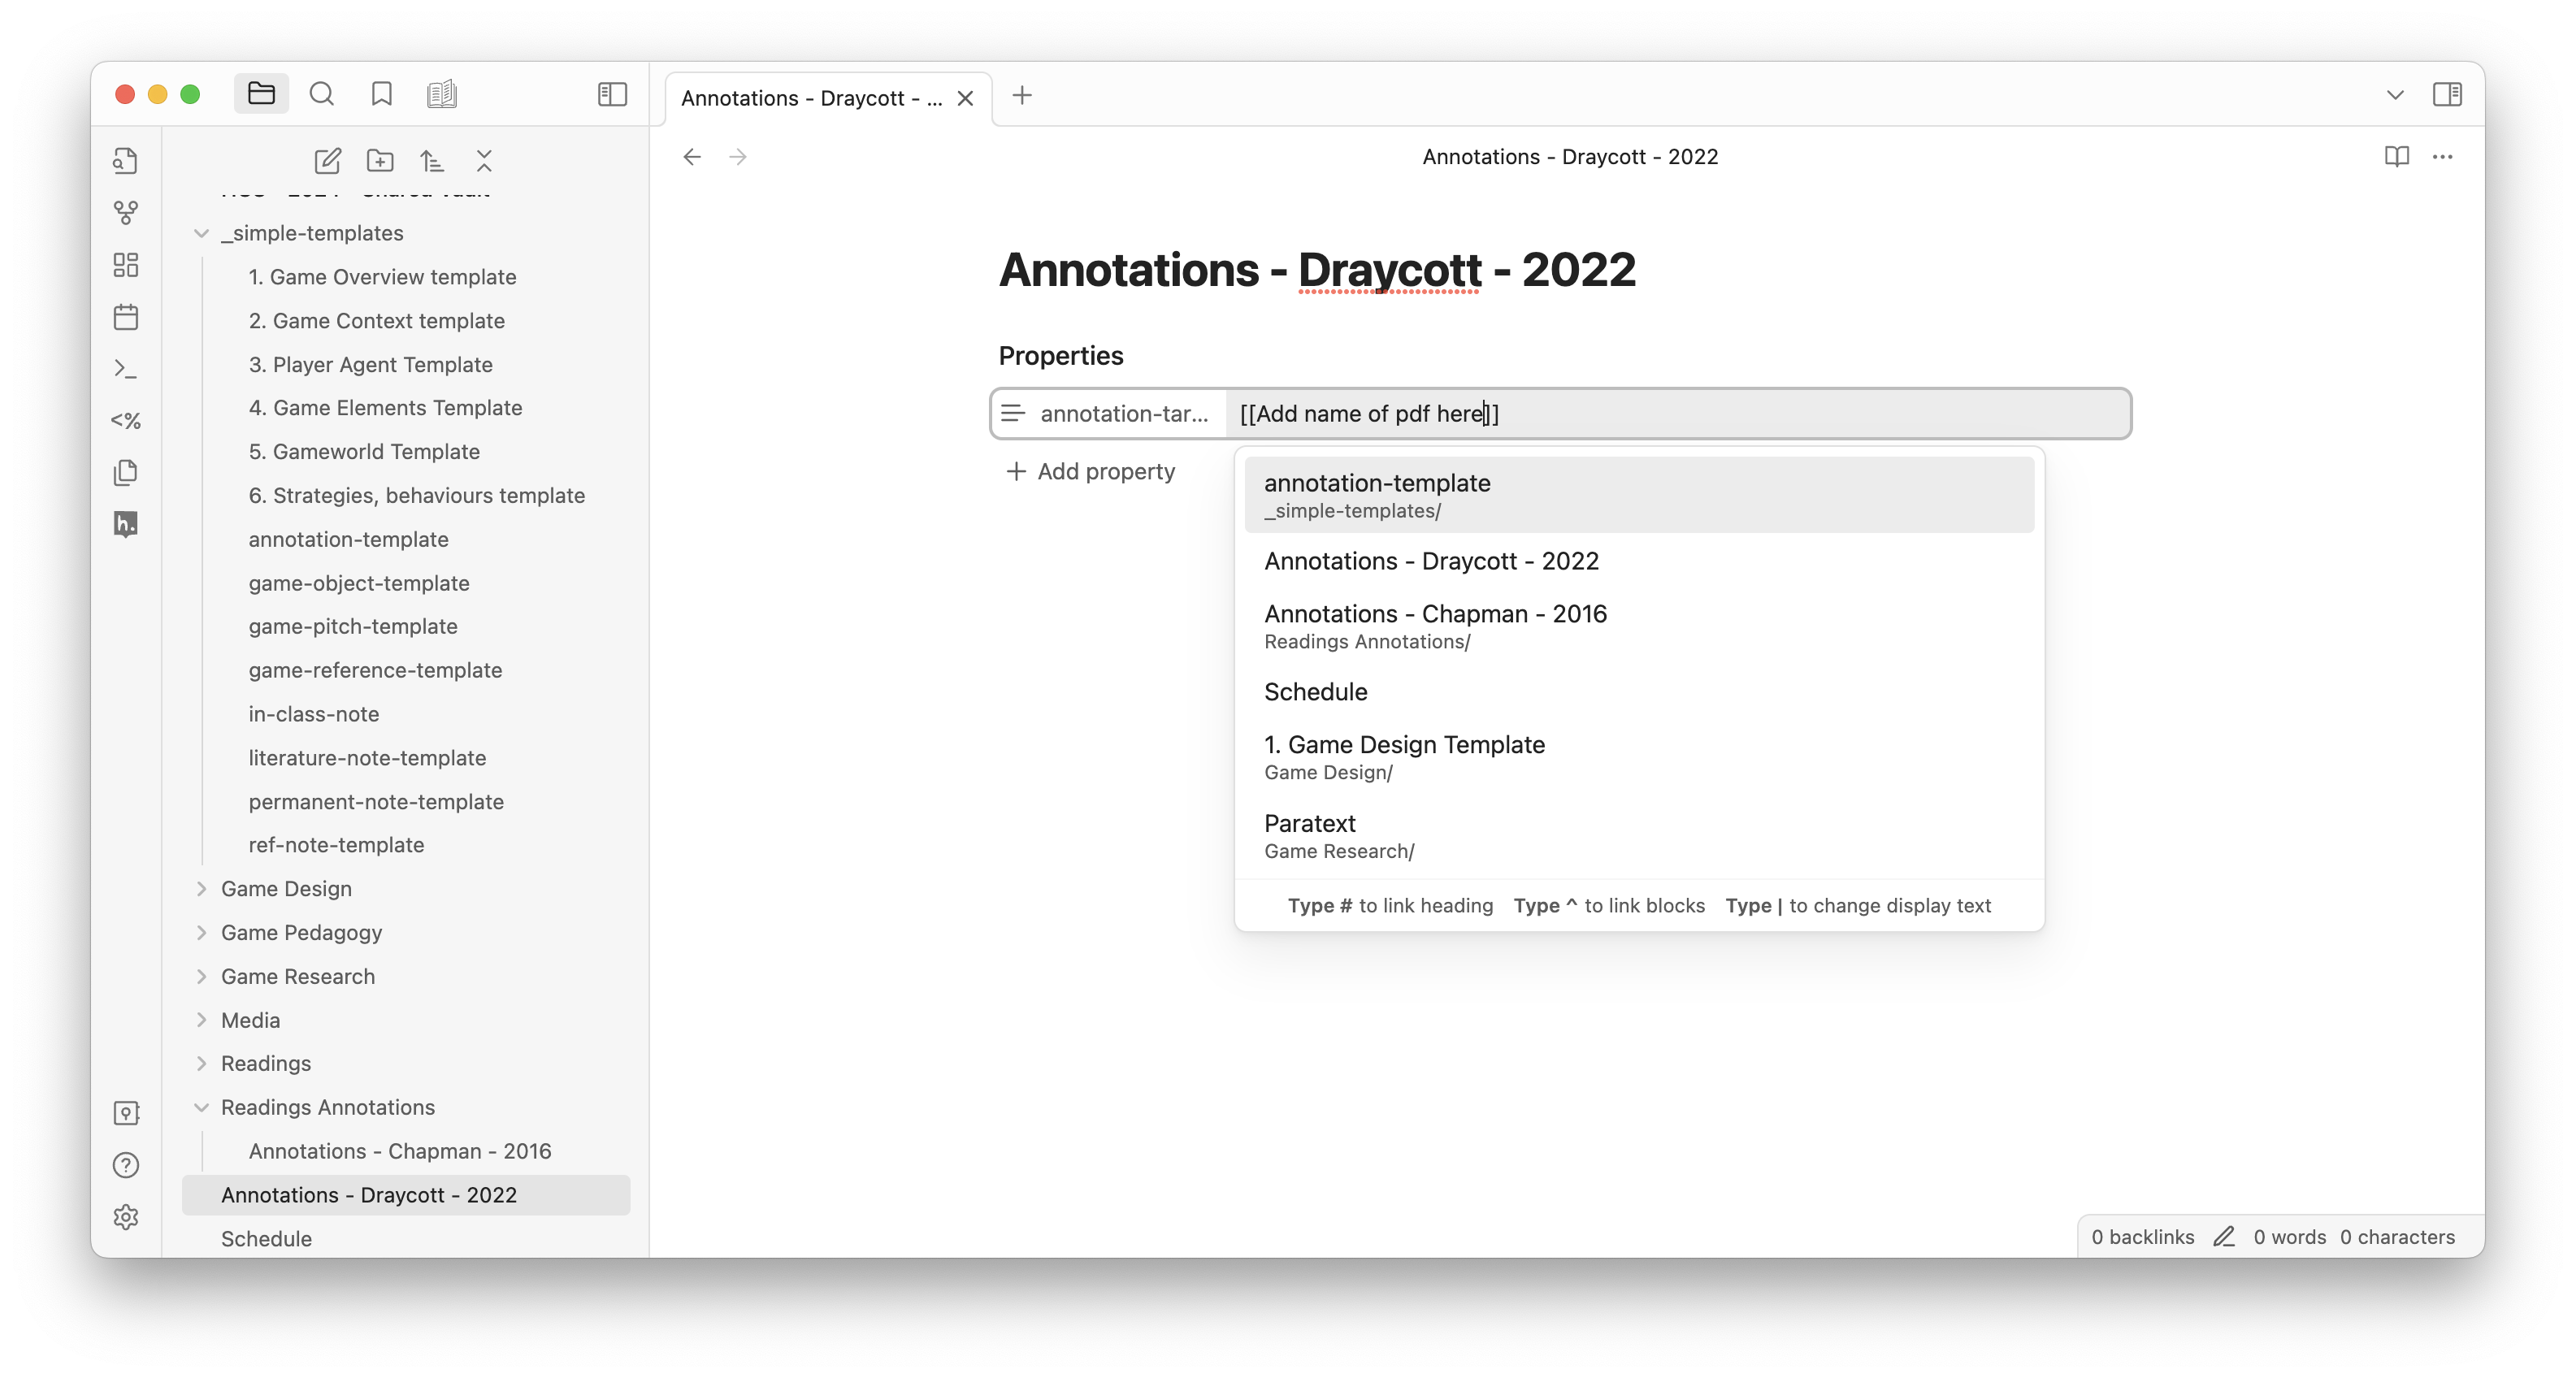 Annotations - Draycott - ...
Annotations - Draycott - 2022
_simple-templates
1. Game Overview template
2. Game Context template
3. Player Agent Template
4. Game Elements Template
5. Gameworld Template
6. Strategies, behaviours template
annotation-template
game-object-template
game-pitch-template
game-reference-template
in-class-note
literature-note-template
permanent-note-template
ref-note-template
Game Design
Game Pedagogy
Game Research
Media
Readings
Readings Annotations
Annotations - Chapman - 2016
Annotations - Draycott - 2022
Schedule
<%
h.
Annotations - Draycott - 2022
Properties
annotation-tar... [[Add name of pdf here]]
Add property
annotation-template
_simple-templates/
Annotations - Draycott - 2022
Annotations - Chapman - 2016
Readings Annotations/
Schedule
1. Game Design Template
Game Design/
Paratext
Game Research/
Type # to link heading Type ^ to link blocks Type | to change display text
0 backlinks 0 words 0 characters